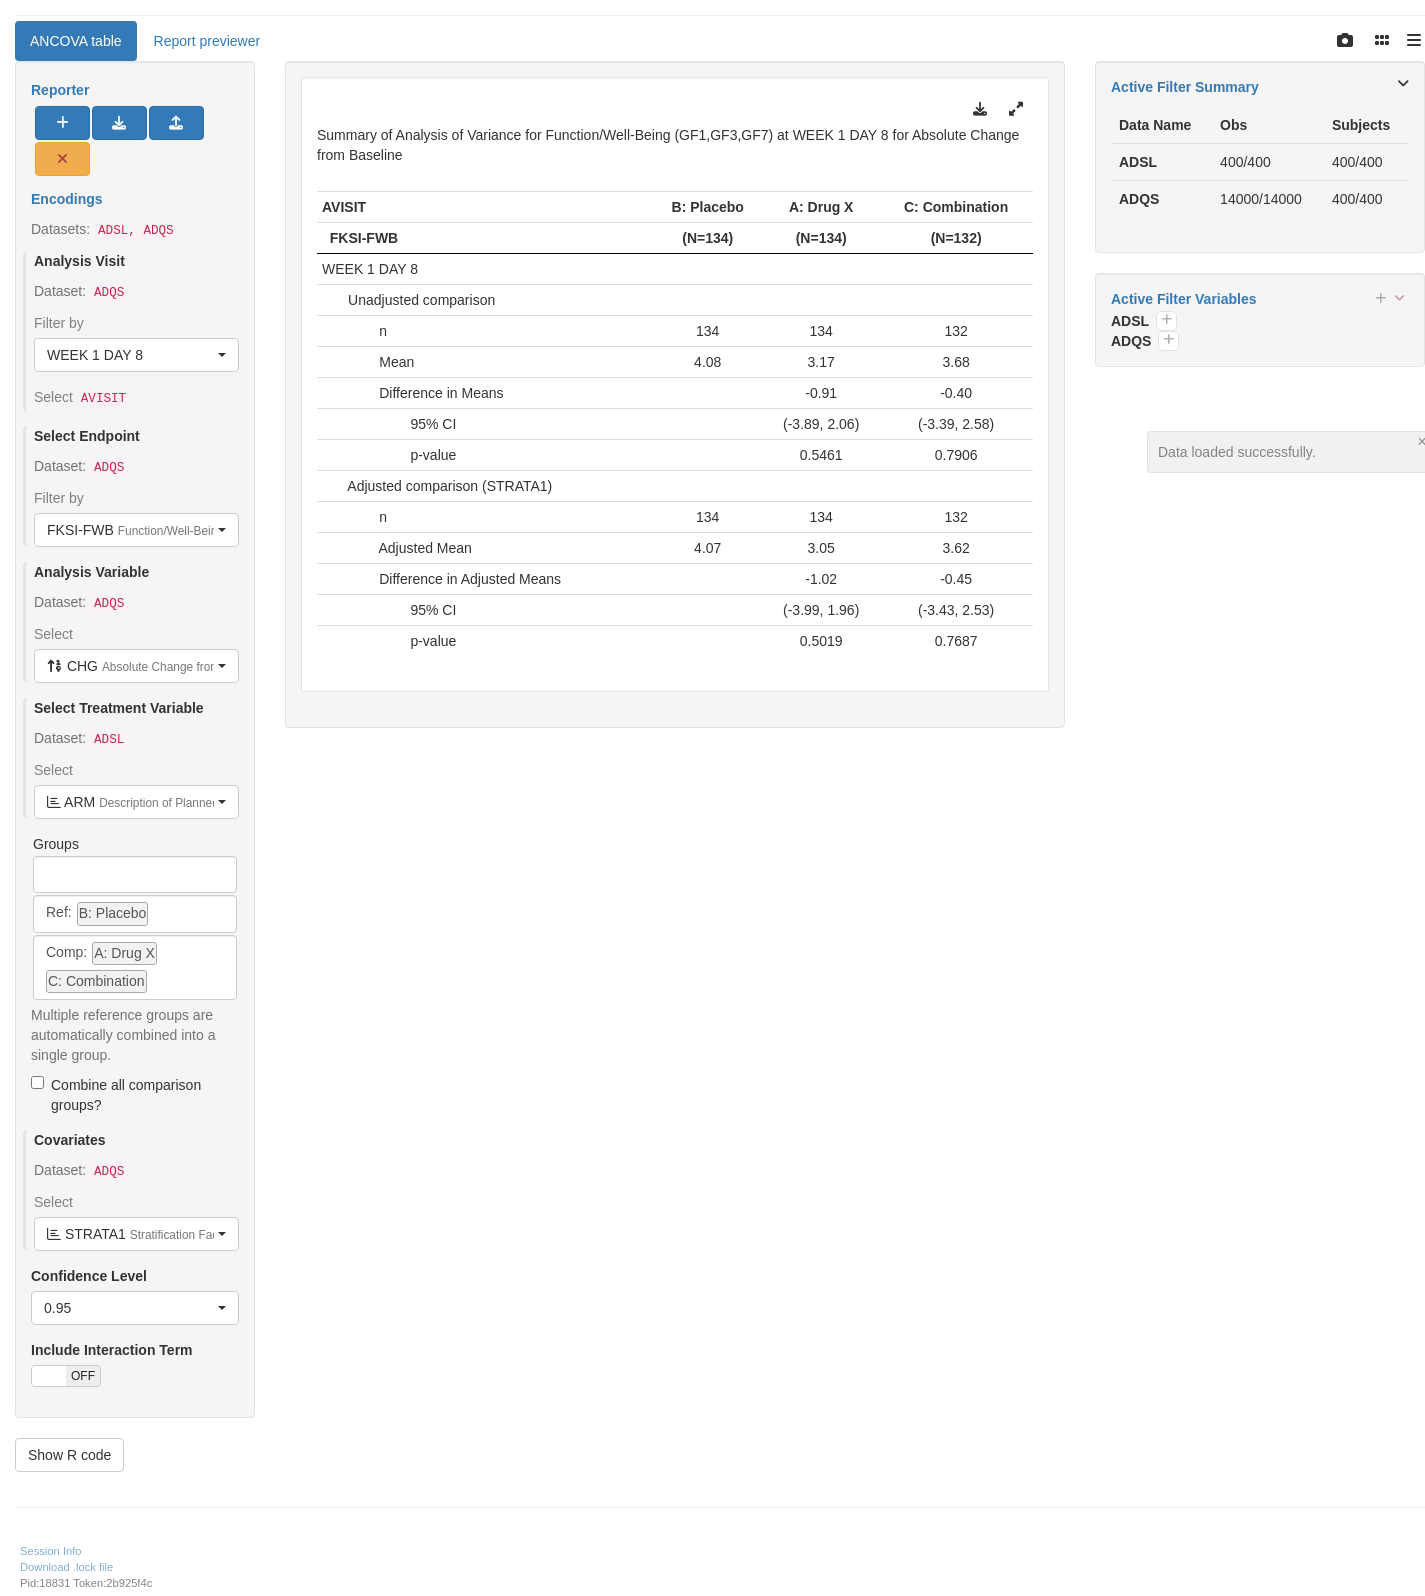 ANCOVA table
Report previewer
Reporter
Encodings
Datasets: ADSL, ADQS
Analysis Visit
Dataset: ADQS
Filter by
WEEK 1 DAY 8
Select AVISIT
Select Endpoint
Dataset: ADQS
Filter by
FKSI-FWB Function/Well-Bein
Analysis Variable
Dataset: ADQS
Select
CHG Absolute Change from
Select Treatment Variable
Dataset: ADSL
Select
ARM Description of Planned
Groups
Ref: B: Placebo
Comp: A: Drug X
C: Combination
Multiple reference groups are
automatically combined into a
single group.
Combine all comparison
groups?
Covariates
Dataset: ADQS
Select
STRATA1 Stratification Fac
Confidence Level
0.95
Include Interaction Term
OFF
Show R code
Summary of Analysis of Variance for Function/Well-Being (GF1,GF3,GF7) at WEEK 1 DAY 8 for Absolute Change
from Baseline
AVISIT B: Placebo A: Drug X C: Combination
FKSI-FWB (N=134) (N=134) (N=132)
WEEK 1 DAY 8
Unadjusted comparison
n 134 134 132
Mean 4.08 3.17 3.68
Difference in Means -0.91 -0.40
95% CI (-3.89, 2.06) (-3.39, 2.58)
p-value 0.5461 0.7906
Adjusted comparison (STRATA1)
n 134 134 132
Adjusted Mean 4.07 3.05 3.62
Difference in Adjusted Means -1.02 -0.45
95% CI (-3.99, 1.96) (-3.43, 2.53)
p-value 0.5019 0.7687
Active Filter Summary
Data Name Obs Subjects
ADSL 400/400 400/400
ADQS 14000/14000 400/400
Active Filter Variables
ADSL
ADQS
Data loaded successfully.
Session Info
Download .lock file
Pid:18831 Token:2b925f4c